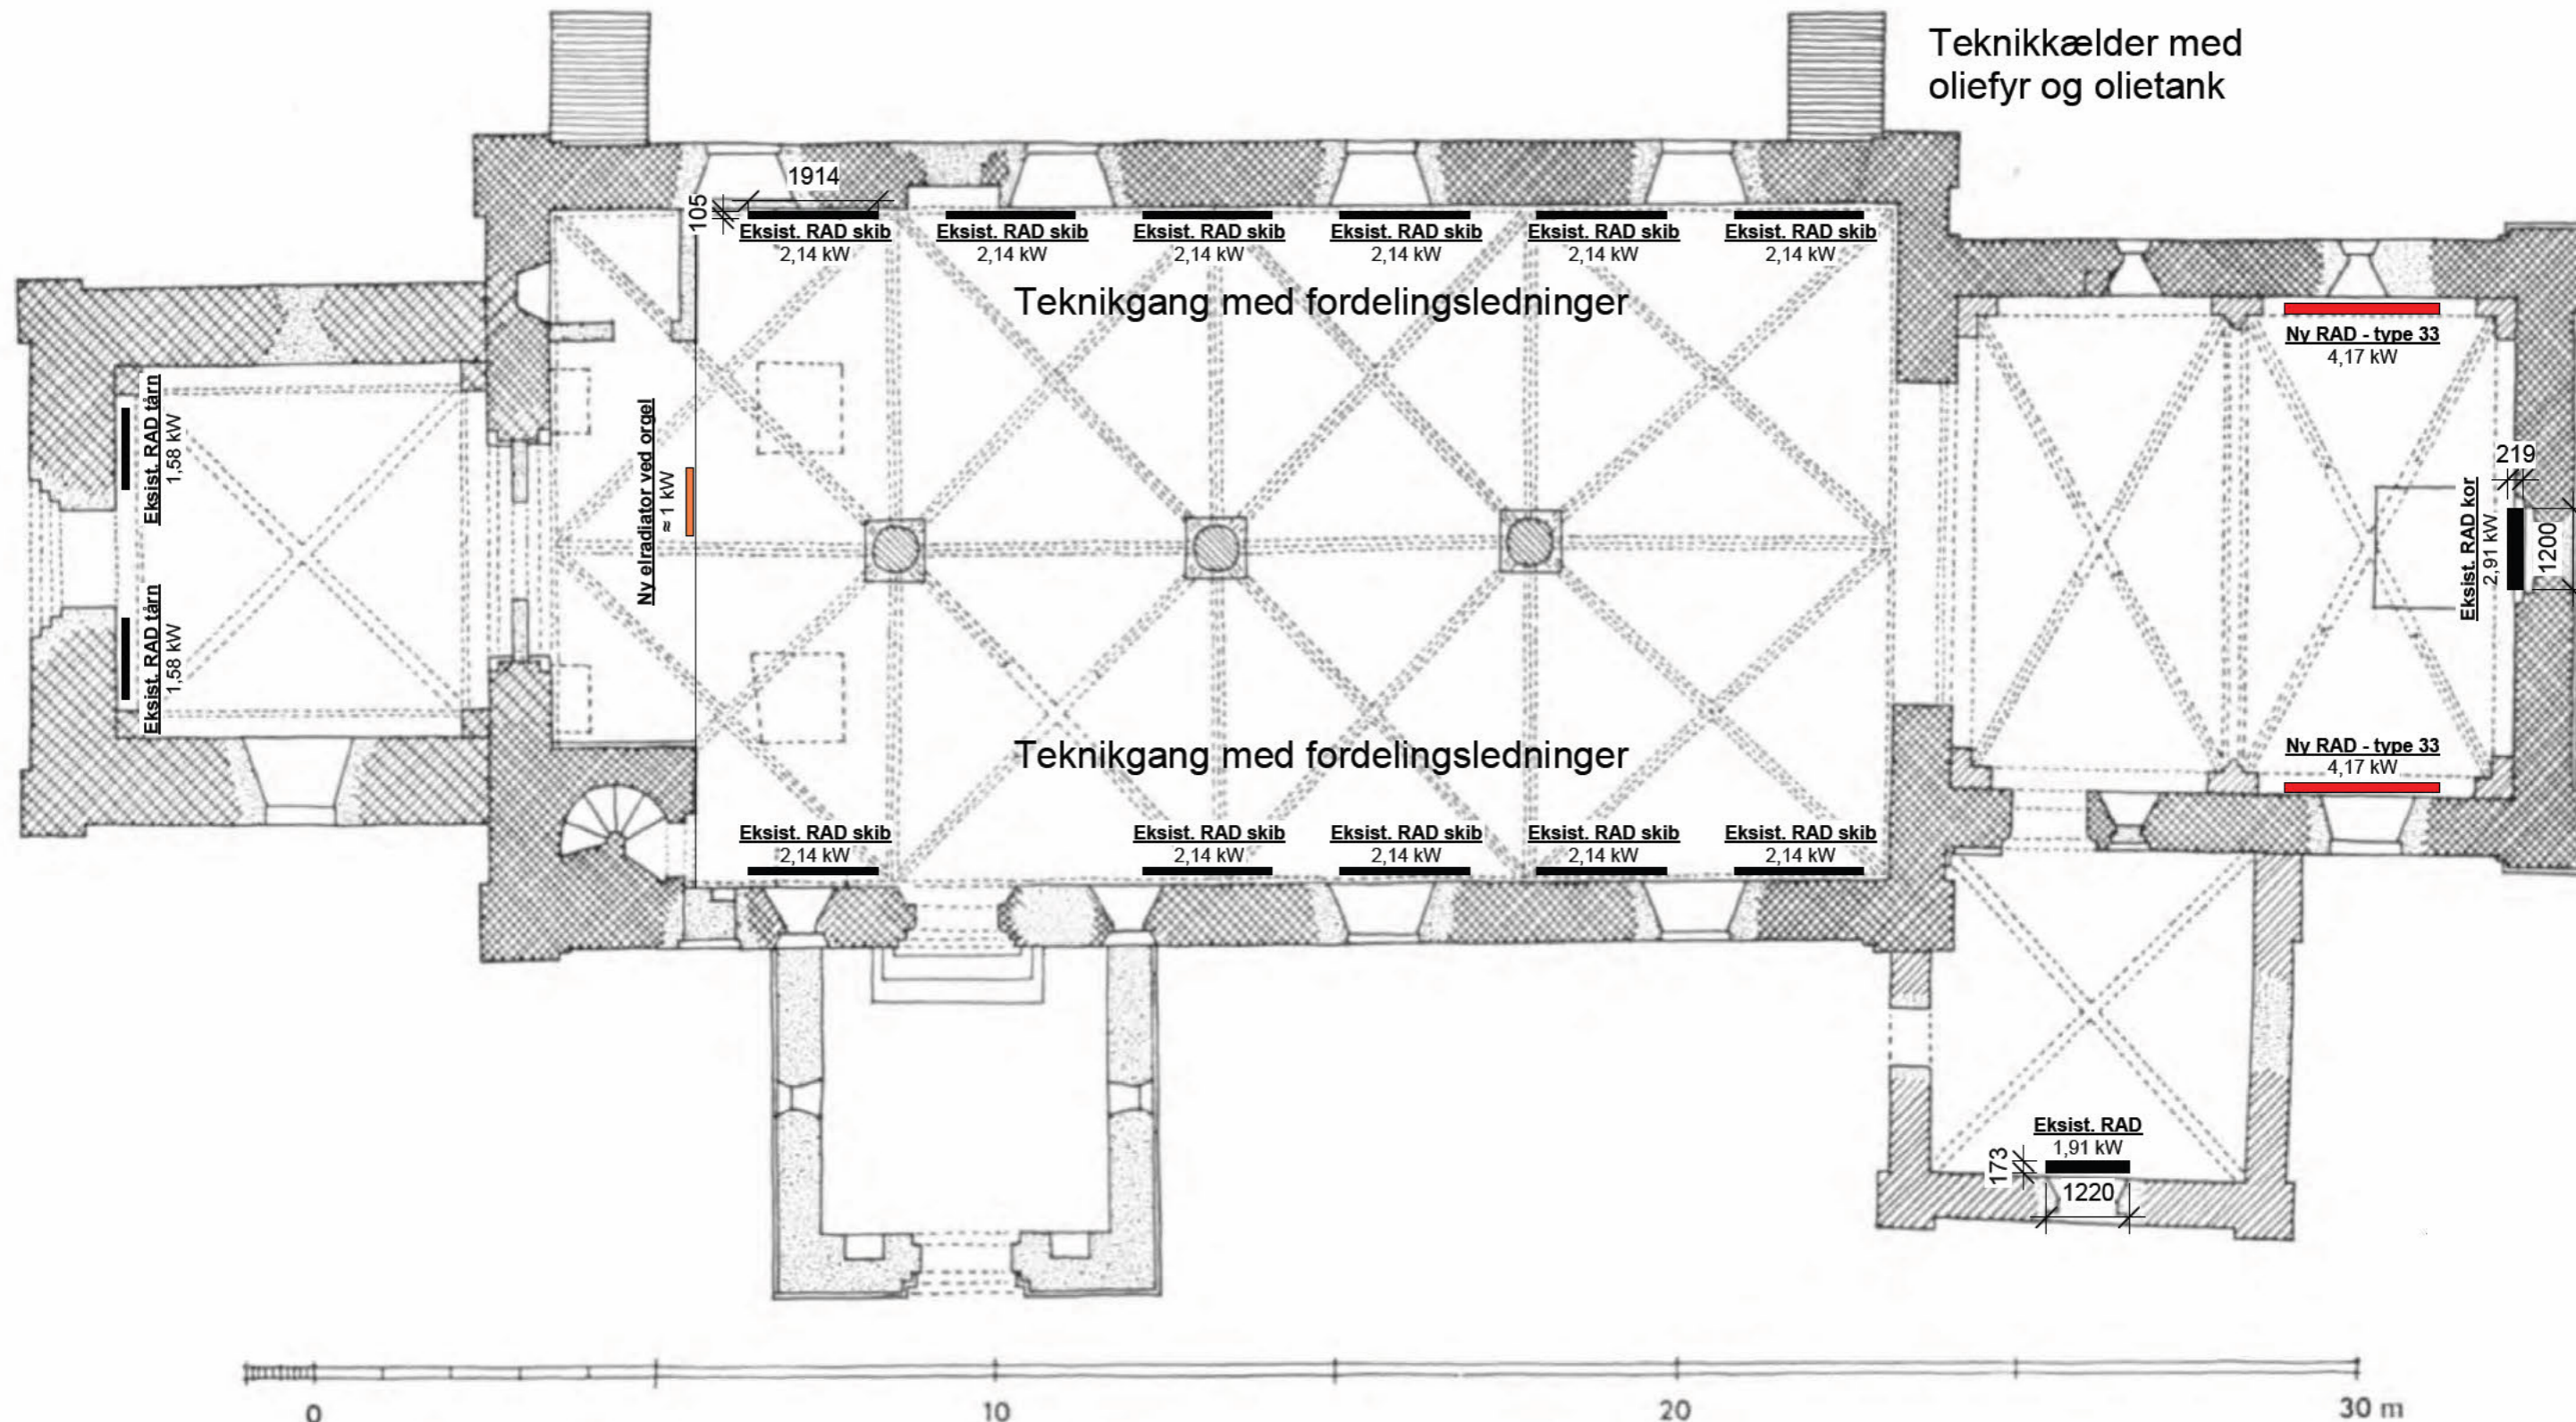 Teknikkælder med
oliefyr og olietank
1914
105
Eksist. RAD skib
2,14 kW
Eksist. RAD skib
2,14 kW
Eksist. RAD skib
2,14 kW
Eksist. RAD skib
2,14 kW
Eksist. RAD skib
2,14 kW
Eksist. RAD skib
2,14 kW
Teknikgang med fordelingsledninger
Ny RAD - type 33
4,17 kW
Eksist. RAD tårn
1,58 kW
Eksist. RAD tårn
1,58 kW
Ny elradiator ved orgel
≈ 1 kW
219
Eksist. RAD kor
2,91 kW
1200
Teknikgang med fordelingsledninger
Ny RAD - type 33
4,17 kW
Eksist. RAD skib
2,14 kW
Eksist. RAD skib
2,14 kW
Eksist. RAD skib
2,14 kW
Eksist. RAD skib
2,14 kW
Eksist. RAD skib
2,14 kW
Eksist. RAD
1,91 kW
173
1220
0 10 20 30 m